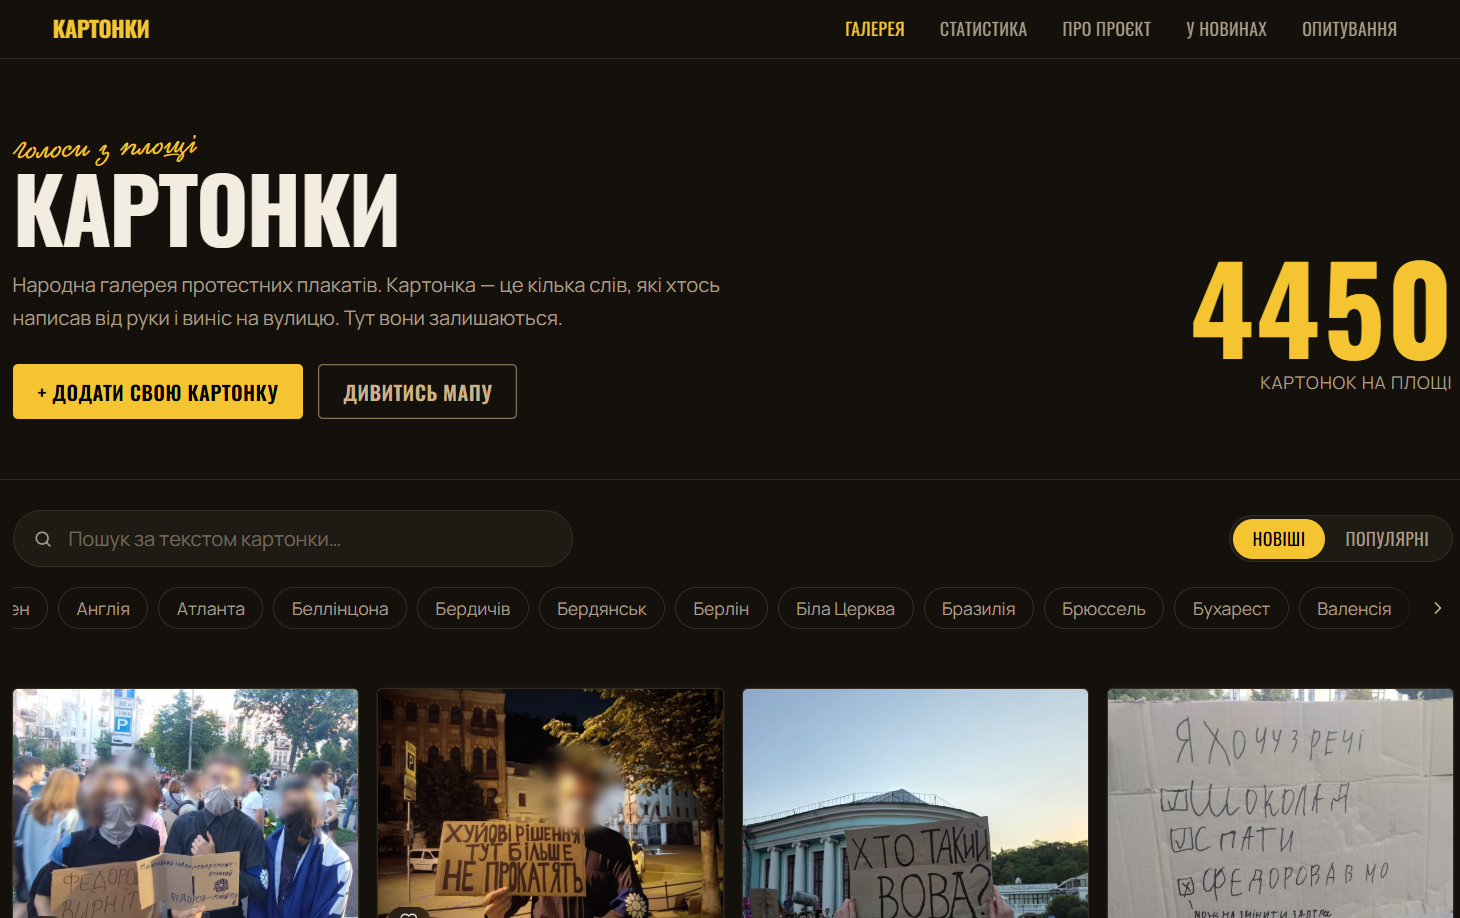 КАРТОНКИ
ГАЛЕРЕЯ СТАТИСТИКА ПРО ПРОЄКТ У НОВИНАХ ОПИТУВАННЯ
голоси з площі
КАРТОНКИ
Народна галерея протестних плакатів. Картонка — це кілька слів, які хтось
написав від руки і виніс на вулицю. Тут вони залишаються.
4450
КАРТОНОК НА ПЛОЩІ
+ ДОДАТИ СВОЮ КАРТОНКУ ДИВИТИСЬ МАПУ
Пошук за текстом картонки...
НОВІШІ ПОПУЛЯРНІ
ен Англія Атланта Беллінцона Бердичів Бердянськ Берлін Біла Церква Бразилія Брюссель Бухарест Валенсія
P
ФЕДОРО
ВИРНІТ
ХУЙОВІ РІШЕННЯ
ТУТ БІЛЬШЕ
НЕ ПРОКАТЯТЬ
ХТО ТАКИЙ
ВОВА?
Я ХОЧУ 3 РЕЧІ
ШОКОЛАД
СПАТИ
ФЕДОРОВА В МО